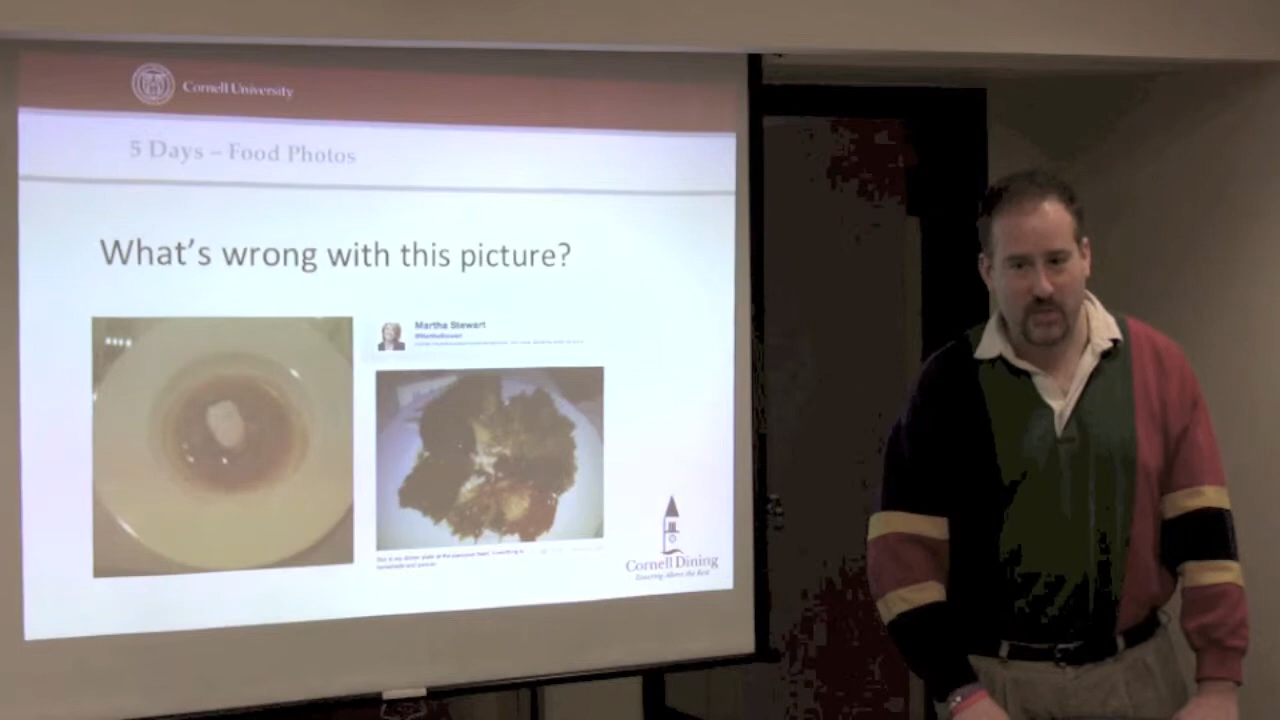 Cornell University
5 Days – Food Photos
What's wrong with this picture?
Martha Stewart
@MarthaStewart
Cornell Dining
Towering Above the Rest